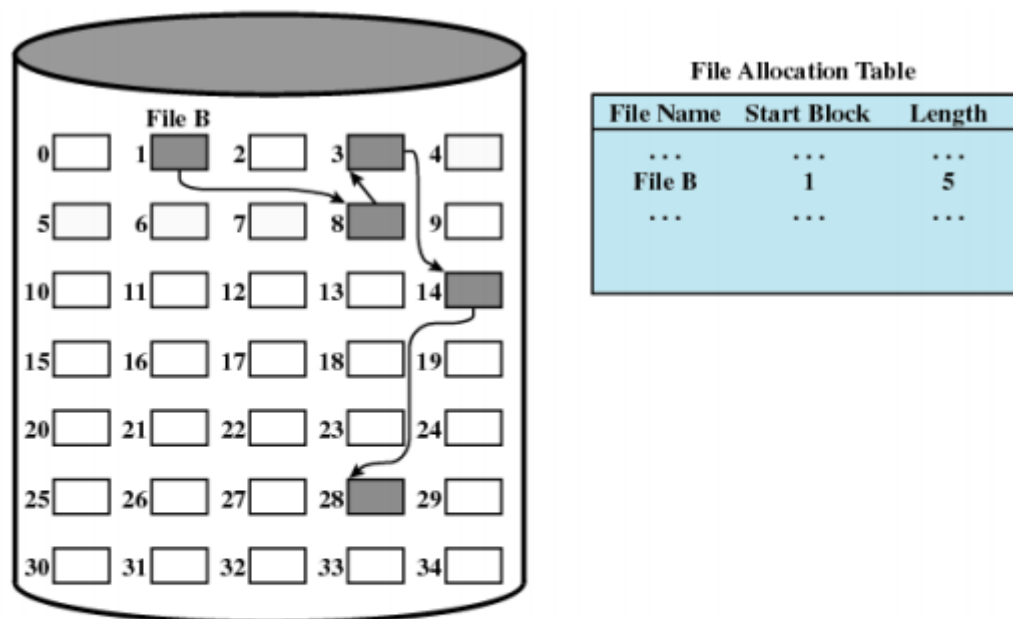 File B
0 1 2 3 4
5 6 7 8 9
10 11 12 13 14
15 16 17 18 19
20 21 22 23 24
25 26 27 28 29
30 31 32 33 34
File Allocation Table
File Name Start Block Length
... ... ...
File B 1 5
... ... ...